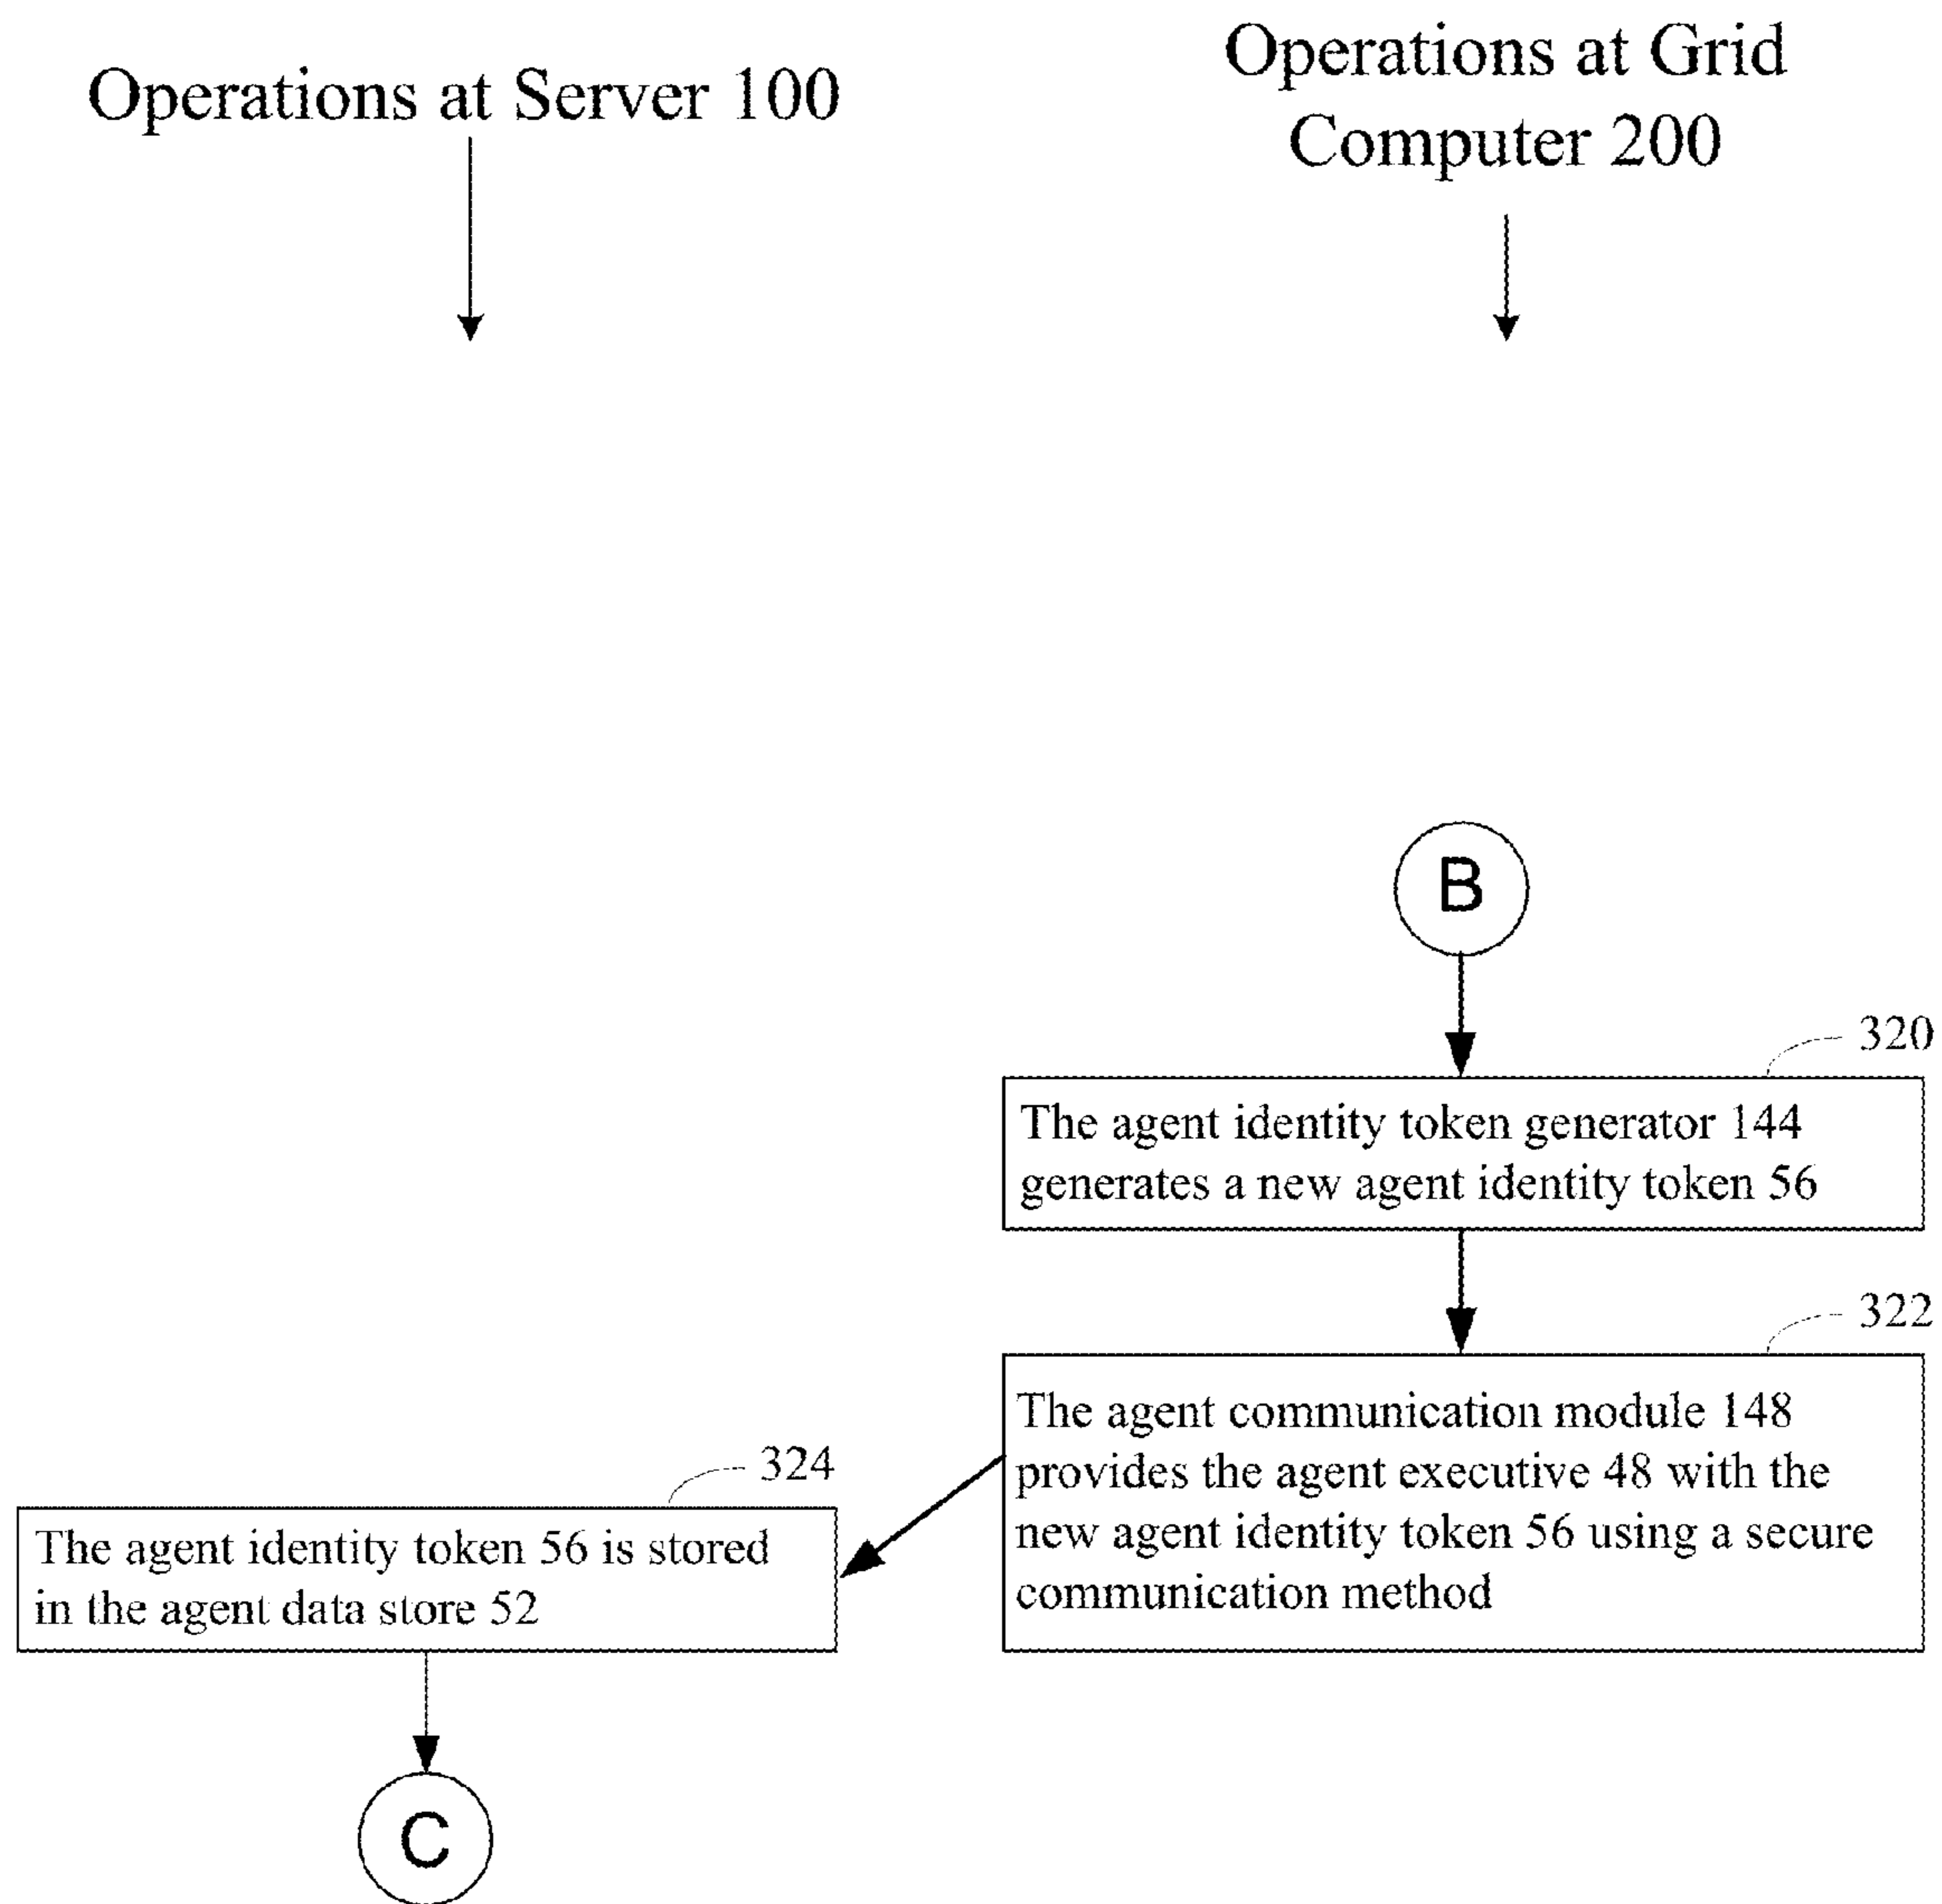 Operations at Server 100
Operations at Grid
Computer 200
B
320
The agent identity token generator 144
generates a new agent identity token 56
322
The agent communication module 148
provides the agent executive 48 with the
new agent identity token 56 using a secure
communication method
324
The agent identity token 56 is stored
in the agent data store 52
C